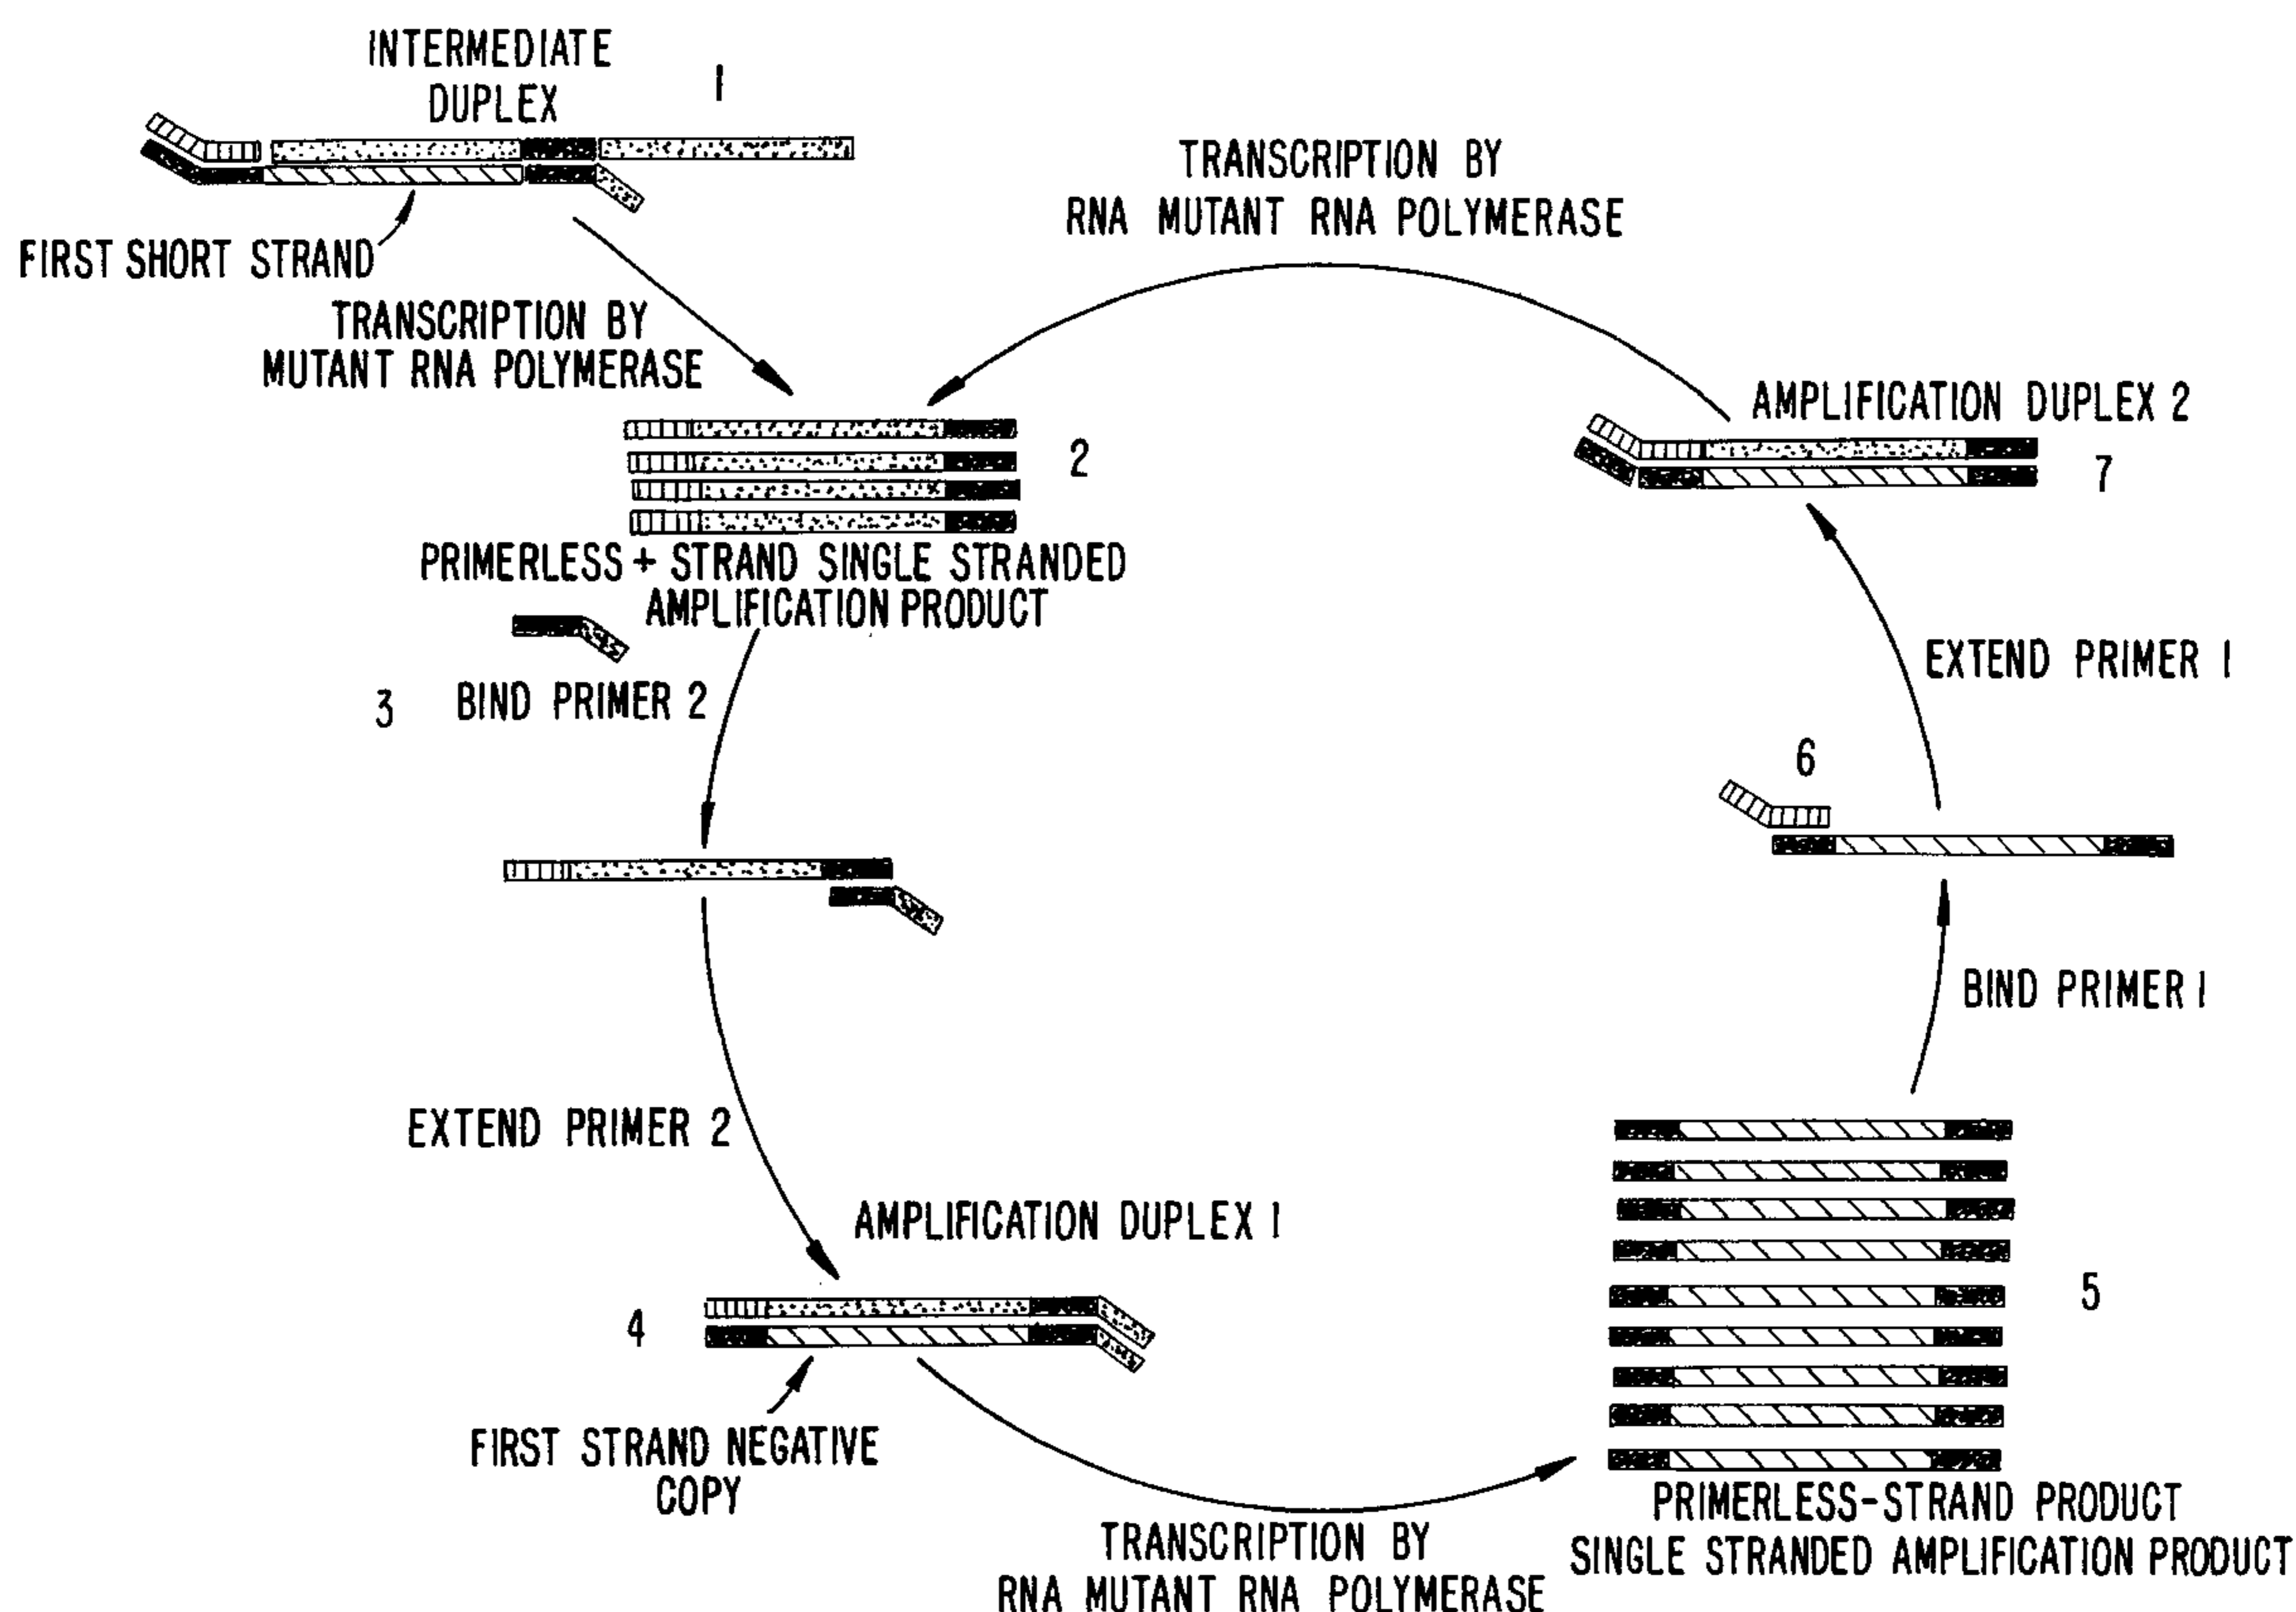 INTERMEDIATE
DUPLEX
1
FIRST SHORT STRAND
TRANSCRIPTION BY
MUTANT RNA POLYMERASE
TRANSCRIPTION BY
RNA MUTANT RNA POLYMERASE
2
PRIMERLESS + STRAND SINGLE STRANDED
AMPLIFICATION PRODUCT
AMPLIFICATION DUPLEX 2
7
3 BIND PRIMER 2
EXTEND PRIMER 1
6
BIND PRIMER 1
EXTEND PRIMER 2
AMPLIFICATION DUPLEX 1
4
5
FIRST STRAND NEGATIVE
COPY
PRIMERLESS-STRAND PRODUCT
SINGLE STRANDED AMPLIFICATION PRODUCT
TRANSCRIPTION BY
RNA MUTANT RNA POLYMERASE